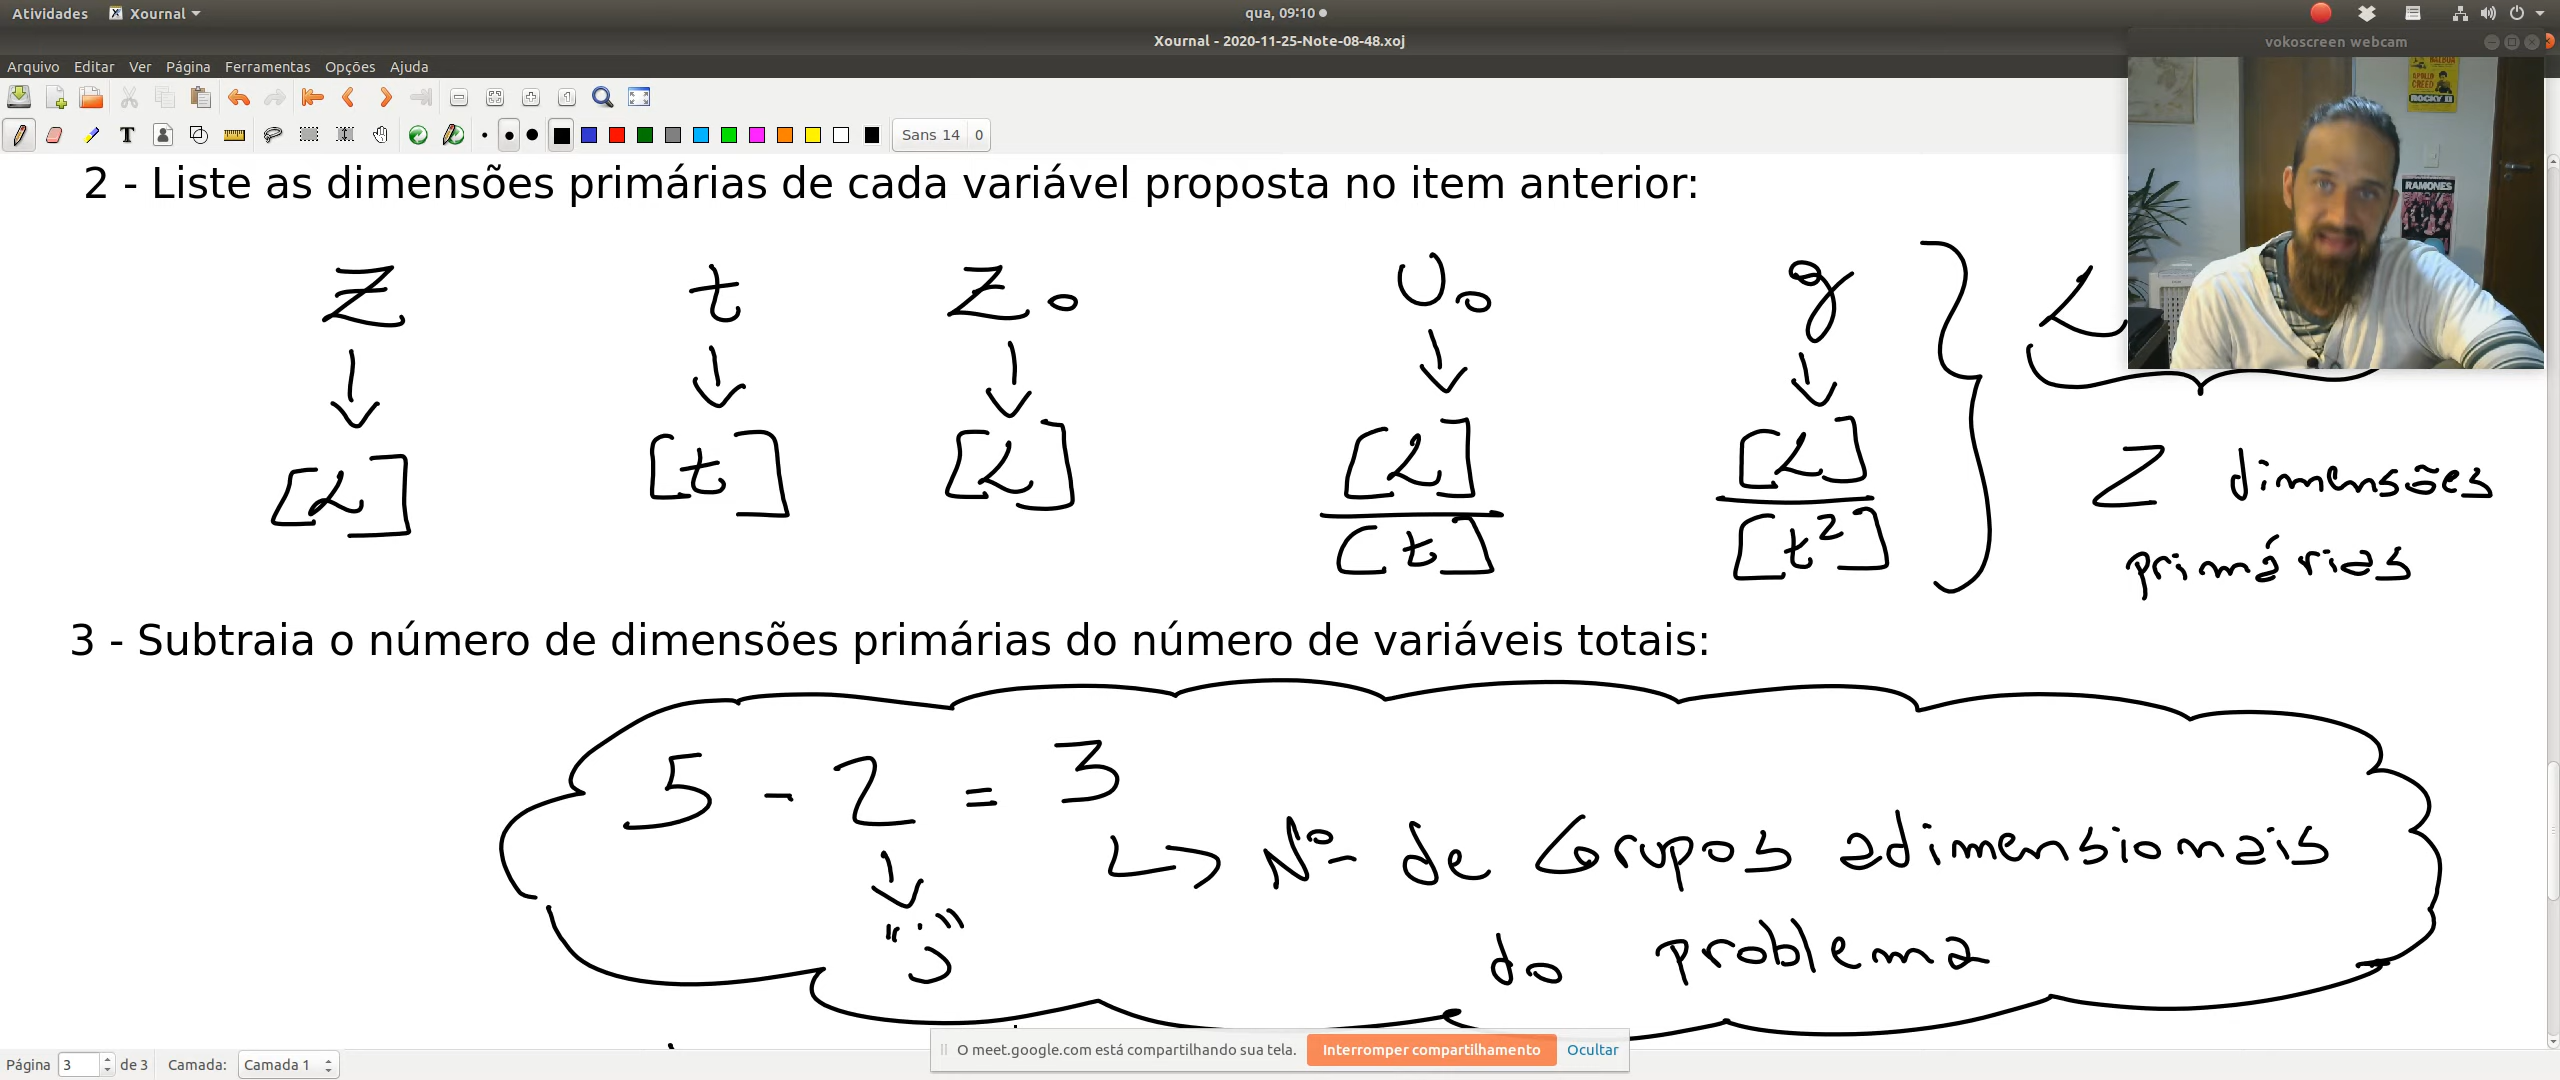 Atividades Xournal qua, 09:10
Xournal - 2020-11-25-Note-08-48.xoj
vokoscreen webcam
Arquivo Editar Ver Página Ferramentas Opções Ajuda
T Sans 14 0
ROCKY II
CREED
RAMONES
2 - Liste as dimensões primárias de cada variável proposta no item anterior:
z t z₀ U₀ g L
[L] [t] [L] [L]/[t] [L]/[t²]
2 dimensões
primárias
3 - Subtraia o número de dimensões primárias do número de variáveis totais:
5 - 2 = 3
↳ Nº de Grupos adimensionais
"j"
do problema
O meet.google.com está compartilhando sua tela. Interromper compartilhamento Ocultar
Página 3 de 3 Camada: Camada 1